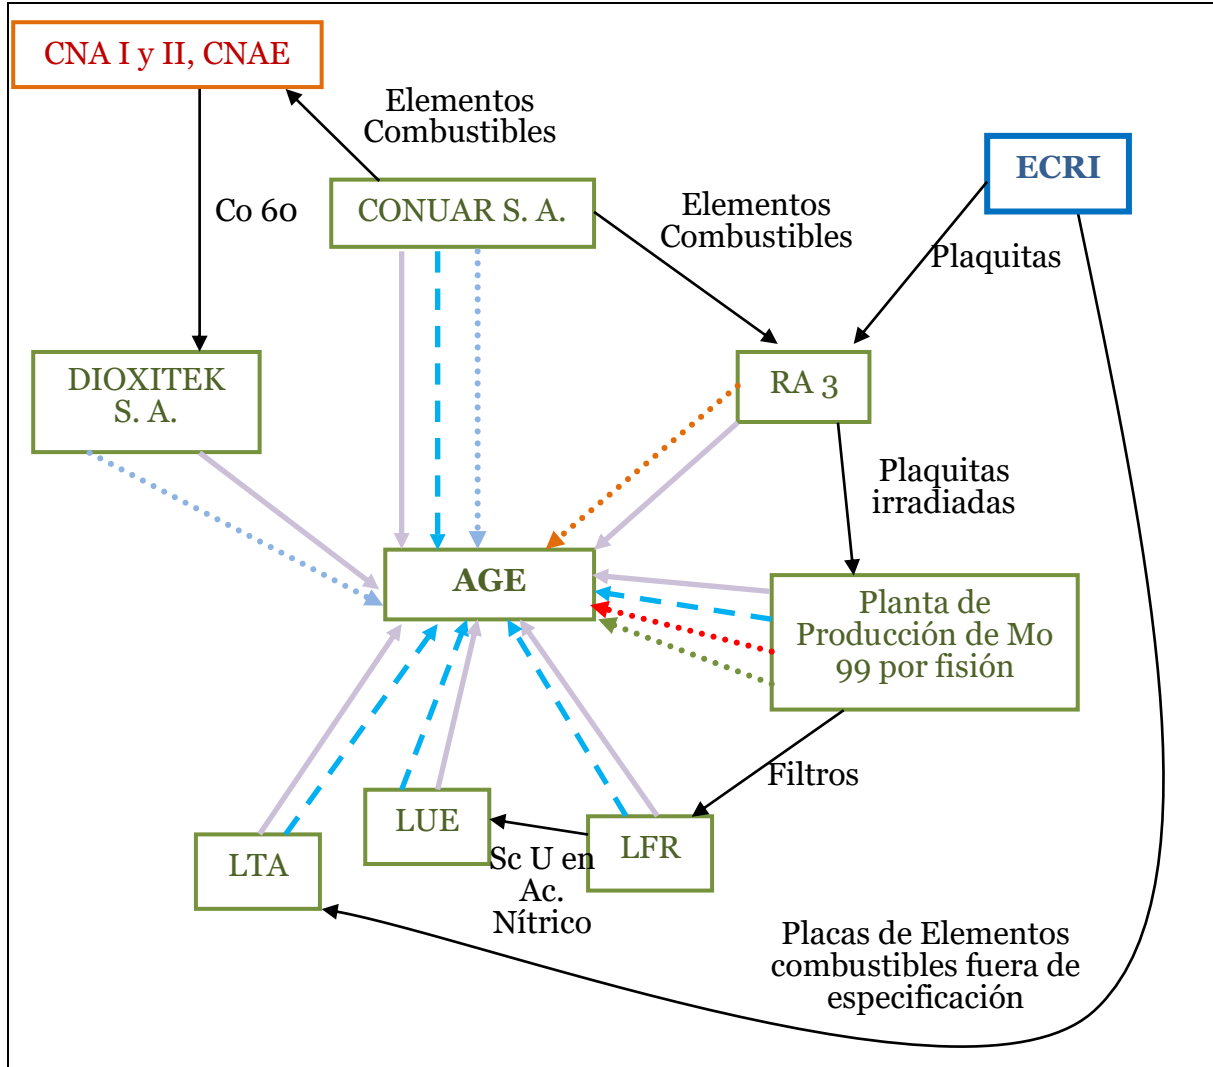 CNA I y II, CNAE
Elementos
Combustibles
ECRI
Co 60
CONUAR S. A.
Elementos
Combustibles
Plaquitas
DIOXITEK
S. A.
RA 3
Plaquitas
irradiadas
AGE
Planta de
Producción de Mo
99 por fisión
Filtros
LUE
LFR
LTA
Sc U en
Ac.
Nítrico
Placas de Elementos
combustibles fuera de
especificación